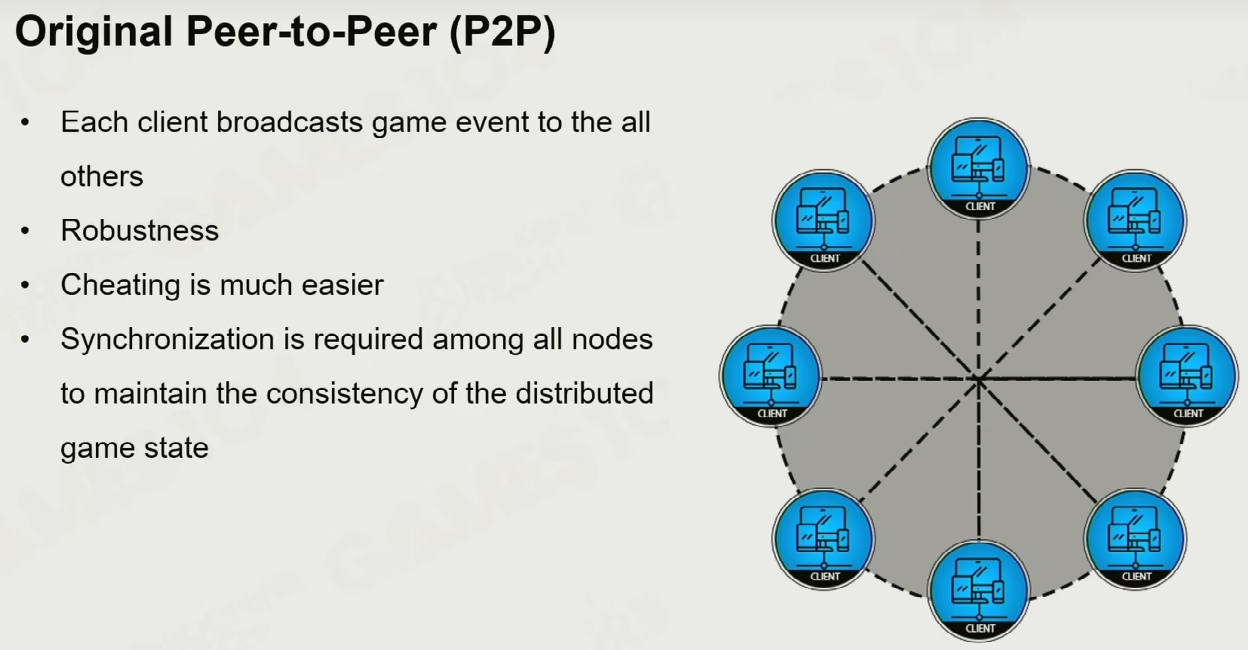 Original Peer-to-Peer (P2P)
• Each client broadcasts game event to the all
others
• Robustness
• Cheating is much easier
• Synchronization is required among all nodes
to maintain the consistency of the distributed
game state
CLIENT
CLIENT
CLIENT
CLIENT
CLIENT
CLIENT
CLIENT
CLIENT